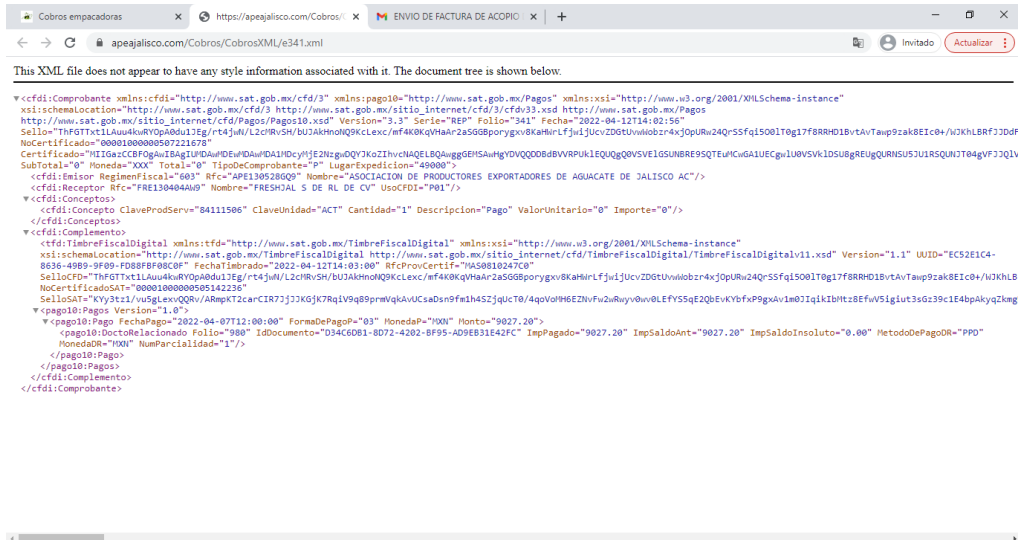 Cobros empacadoras
https://apeajalisco.com/Cobros/C
ENVIO DE FACTURA DE ACOPIO
apeajalisco.com/Cobros/CobrosXML/e341.xml
Invitado
Actualizar
This XML file does not appear to have any style information associated with it. The document tree is shown below.
<cfdi:Comprobante xmlns:cfdi="http://www.sat.gob.mx/cfd/3" xmlns:pago10="http://www.sat.gob.mx/Pagos" xmlns:xsi="http://www.w3.org/2001/XMLSchema-instance"
xsi:schemaLocation="http://www.sat.gob.mx/cfd/3 http://www.sat.gob.mx/sitio_internet/cfd/3/cfdv33.xsd http://www.sat.gob.mx/Pagos
http://www.sat.gob.mx/sitio_internet/cfd/Pagos/Pagos10.xsd" Version="3.3" Serie="REP" Folio="341" Fecha="2022-04-12T14:02:56"
Sello=
NoCertificado="00001000000507221678"
Certificado=
SubTotal="0" Moneda="XXX" Total="0" TipoDeComprobante="P" LugarExpedicion="49000">
<cfdi:Emisor RegimenFiscal="603" Rfc="APE130528GQ9" Nombre="ASOCIACION DE PRODUCTORES EXPORTADORES DE AGUACATE DE JALISCO AC"/>
<cfdi:Receptor Rfc="FRE130404AW9" Nombre="FRESHJAL S DE RL DE CV" UsoCFDI="P01"/>
<cfdi:Conceptos>
<cfdi:Concepto ClaveProdServ="84111506" ClaveUnidad="ACT" Cantidad="1" Descripcion="Pago" ValorUnitario="0" Importe="0"/>
</cfdi:Conceptos>
<cfdi:Complemento>
<tfd:TimbreFiscalDigital xmlns:tfd="http://www.sat.gob.mx/TimbreFiscalDigital" xmlns:xsi="http://www.w3.org/2001/XMLSchema-instance"
xsi:schemaLocation="http://www.sat.gob.mx/TimbreFiscalDigital http://www.sat.gob.mx/sitio_internet/cfd/TimbreFiscalDigital/TimbreFiscalDigitalv11.xsd" Version="1.1" UUID="EC52E1C4-
8636-49B9-9F09-FD88FBF08C0F" FechaTimbrado="2022-04-12T14:03:00" RfcProvCertif="MAS0810247C0"
SelloCFD=
NoCertificadoSAT="00001000000505142236"
SelloSAT=
<pago10:Pagos Version="1.0">
<pago10:Pago FechaPago="2022-04-07T12:00:00" FormaDePagoP="03" MonedaP="MXN" Monto="9027.20">
<pago10:DoctoRelacionado Folio="980" IdDocumento="D34C6DB1-8D72-4202-BF95-AD9EB31E42FC" ImpPagado="9027.20" ImpSaldoAnt="9027.20" ImpSaldoInsoluto="0.00" MetodoDePagoDR="PPD"
MonedaDR="MXN" NumParcialidad="1"/>
</pago10:Pago>
</pago10:Pagos>
</cfdi:Complemento>
</cfdi:Comprobante>